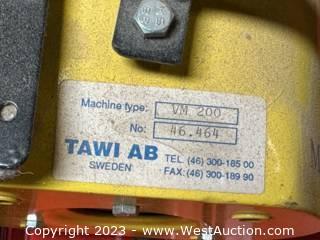 Machine type: VM 200
No: 46.464
TAWI AB
SWEDEN
TEL (46) 300-185 00
FAX: (46) 300-189 90
Copyright 2023 - www.WestAuction.com